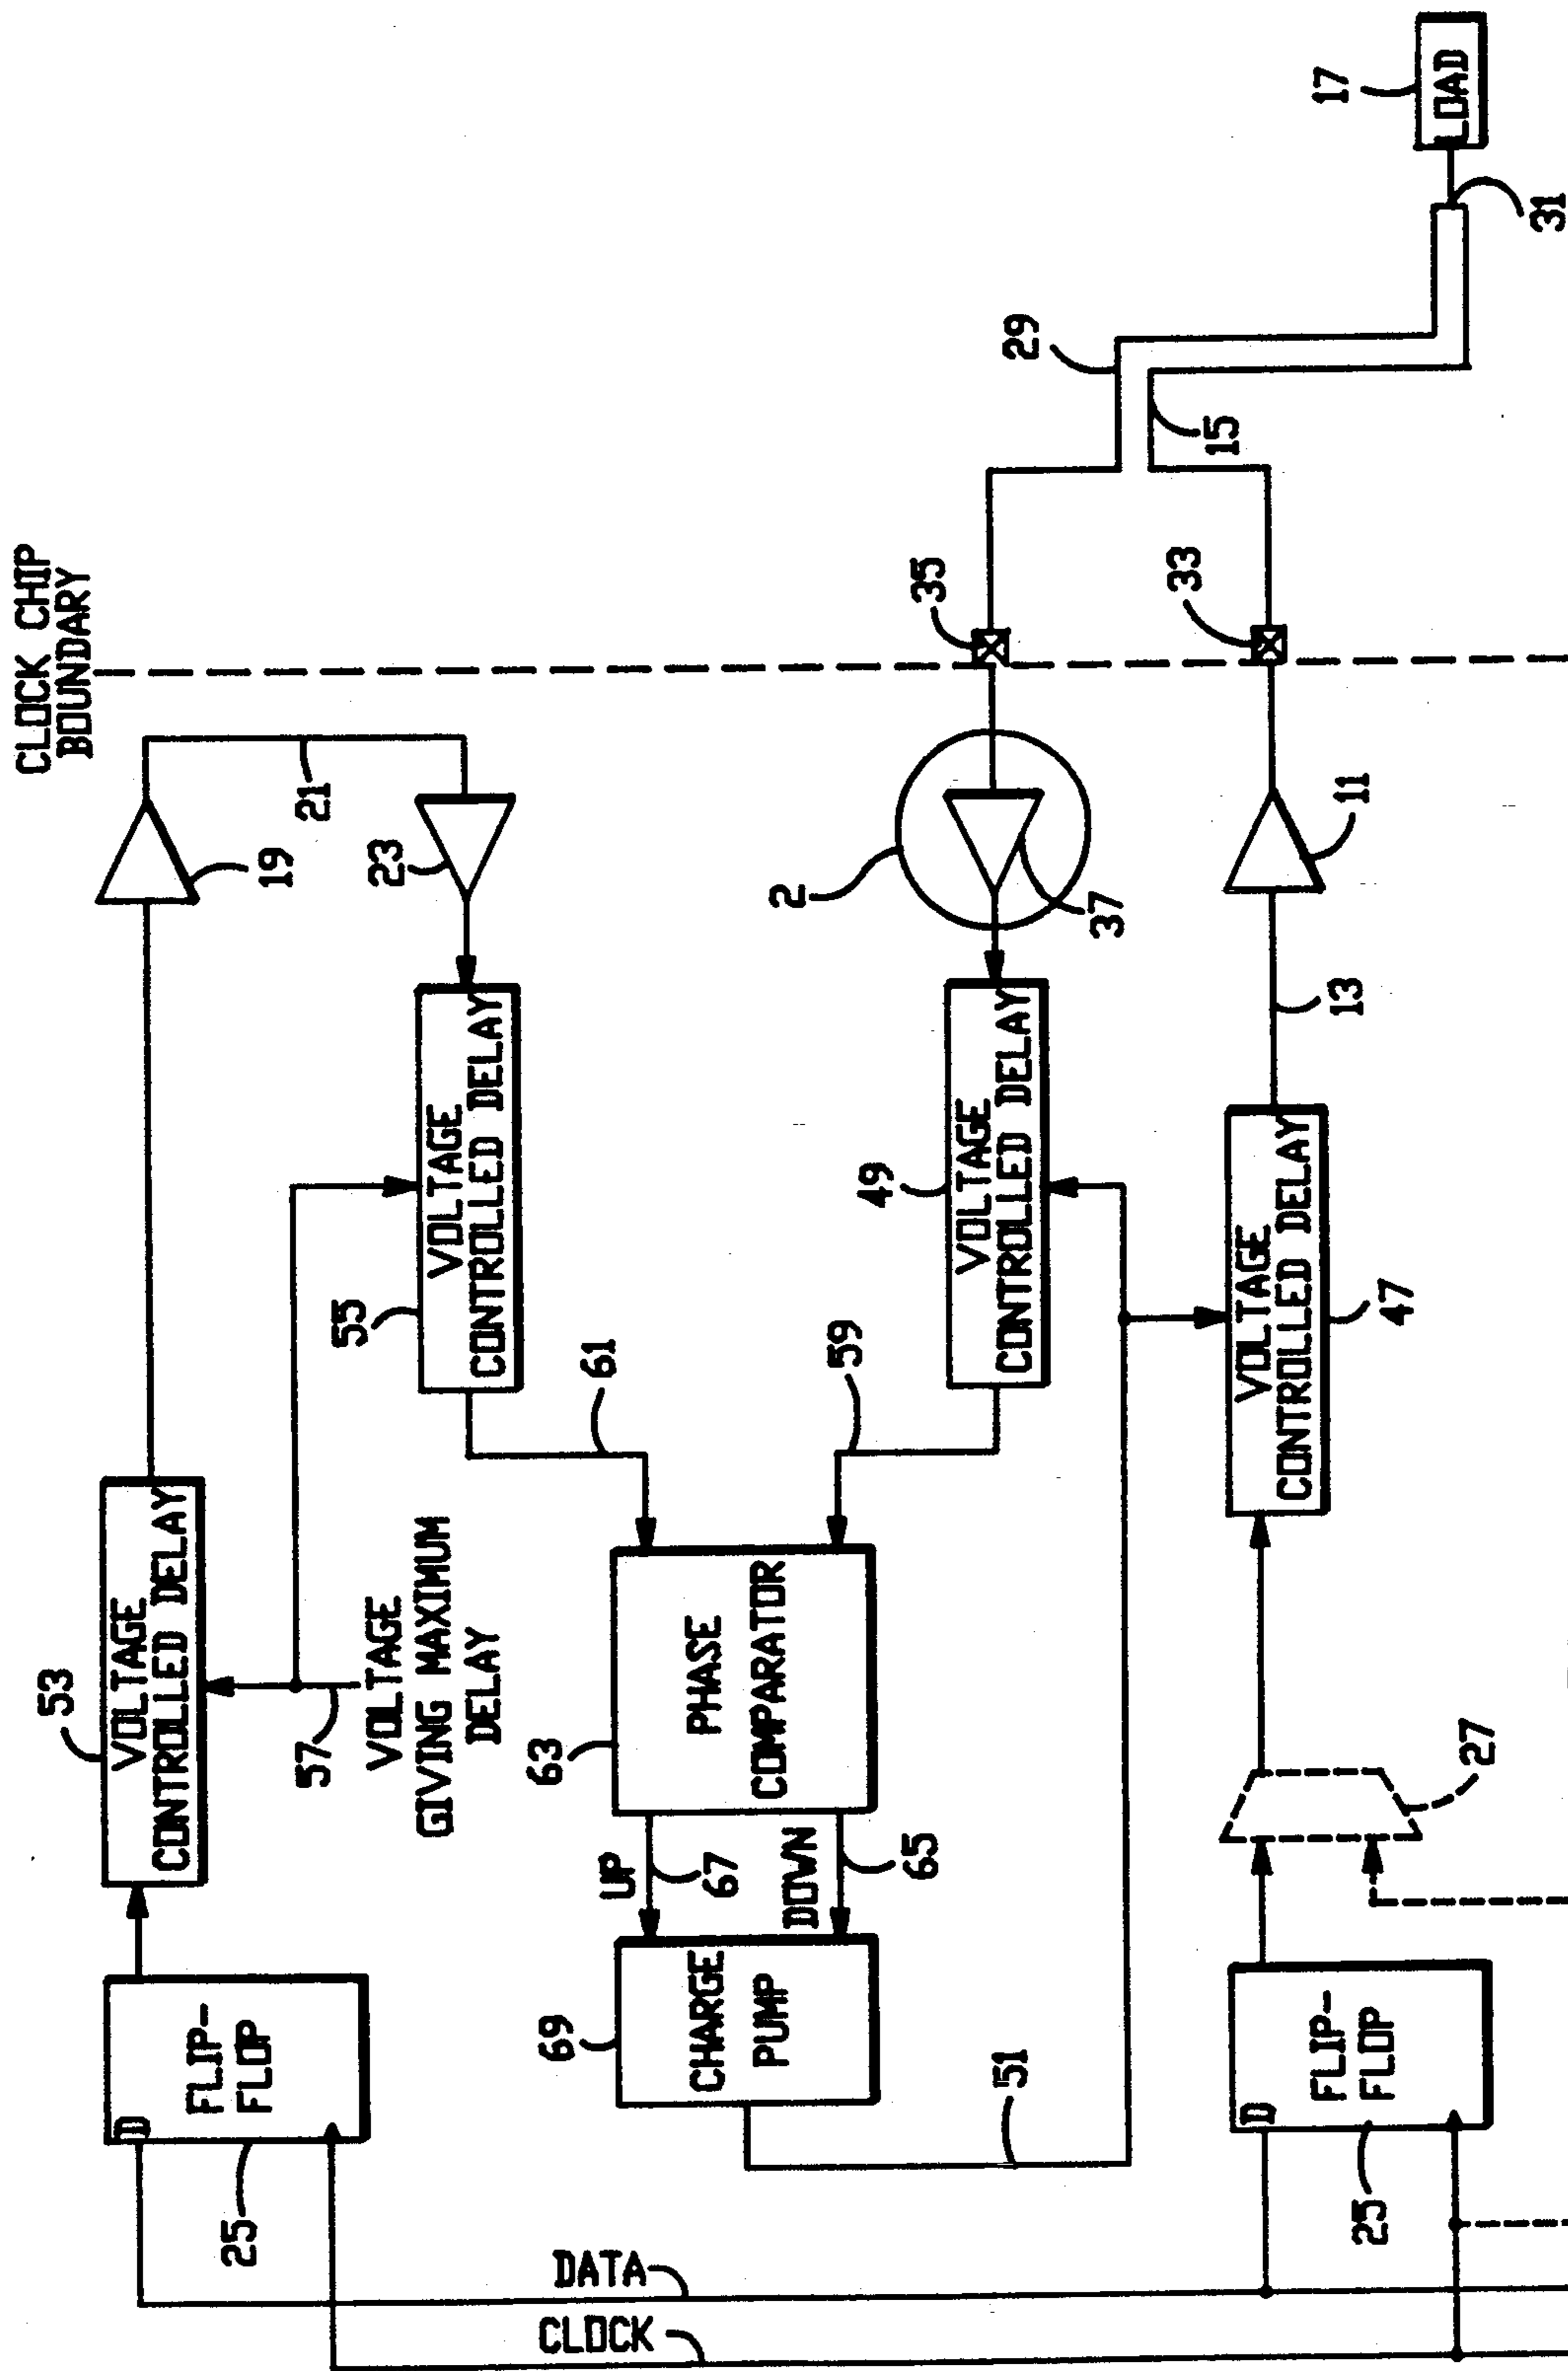 CLOCK CHIP
BOUNDARY
53
VOLTAGE
CONTROLLED DELAY
19
21
23
57
VOLTAGE
GIVING MAXIMUM
DELAY
55
VOLTAGE
CONTROLLED DELAY
D
FLIP-
FLOP
25
61
63
PHASE
COMPARATOR
UP
67
DOWN
65
69
CHARGE
PUMP
59
49
VOLTAGE
CONTROLLED DELAY
2
37
35
29
15
33
51
D
FLIP-
FLOP
25
27
VOLTAGE
CONTROLLED DELAY
47
13
11
17
LOAD
31
DATA
CLOCK